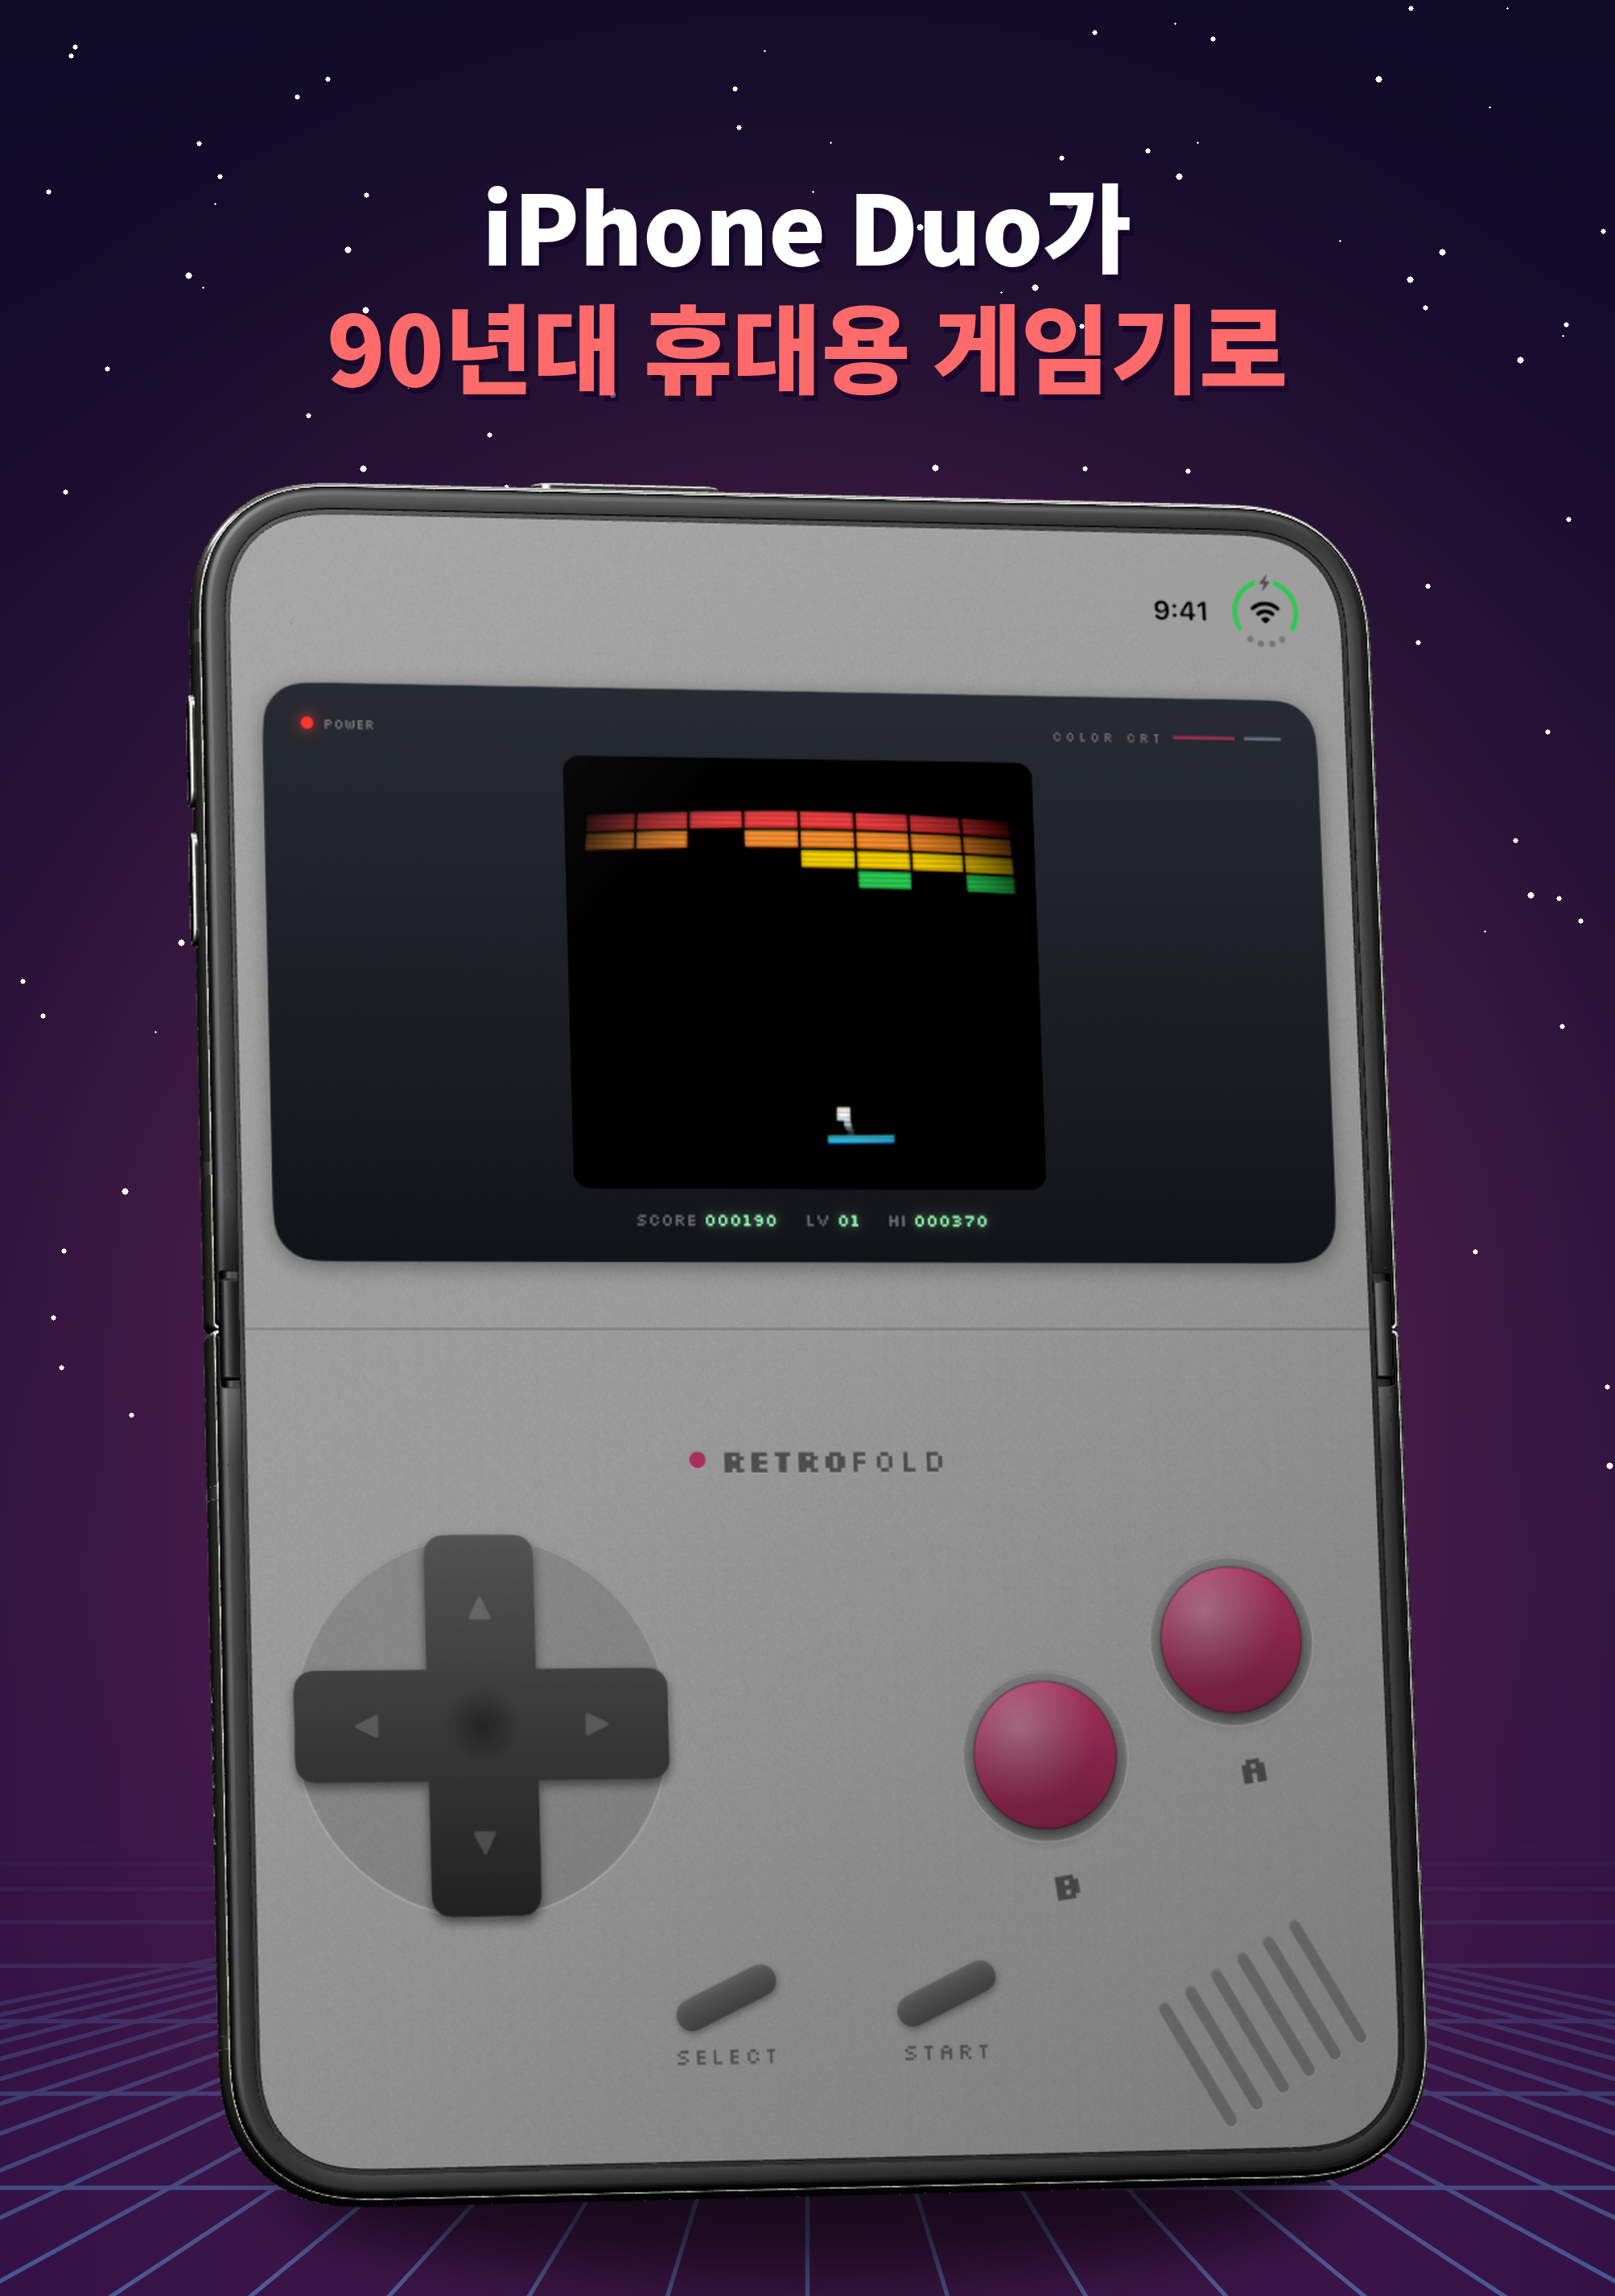 iPhone Duo가
90년대 휴대용 게임기로
9:41
POWER
COLOR CRT
SCORE 000190 LV 01 HI 000370
RETROFOLD
A
B
SELECT
START